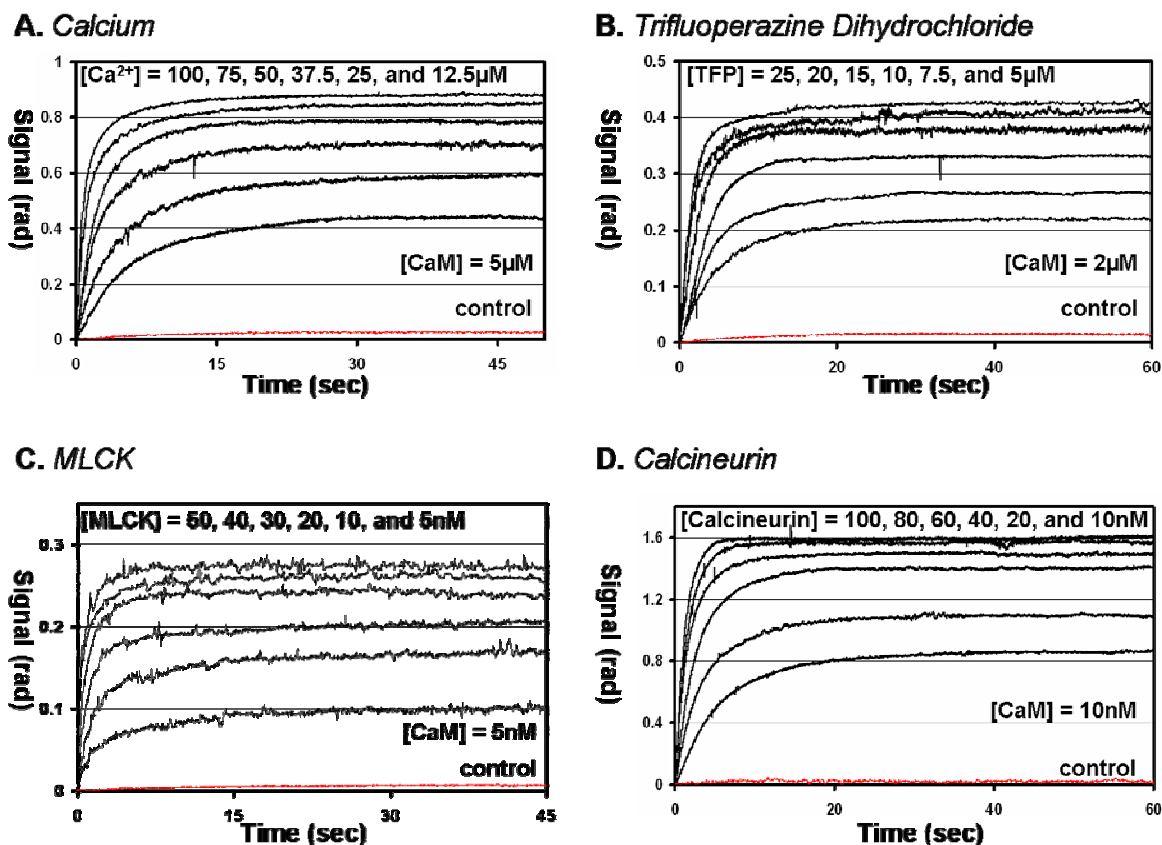 A. Calcium
[Ca²⁺] = 100, 75, 50, 37.5, 25, and 12.5µM
1
0.8
0.6
0.4
0.2
0
Signal (rad)
[CaM] = 5µM
control
0 15 30 45
Time (sec)
B. Trifluoperazine Dihydrochloride
[TFP] = 25, 20, 15, 10, 7.5, and 5µM
0.5
0.4
0.3
0.2
0.1
0
Signal (rad)
[CaM] = 2µM
control
0 20 40 60
Time (sec)
C. MLCK
[MLCK] = 50, 40, 30, 20, 10, and 5nM
0.3
0.2
0.1
0
Signal (rad)
[CaM] = 5nM
control
0 15 30 45
Time (sec)
D. Calcineurin
[Calcineurin] = 100, 80, 60, 40, 20, and 10nM
1.6
1.2
0.8
0.4
0
Signal (rad)
[CaM] = 10nM
control
0 20 40 60
Time (sec)